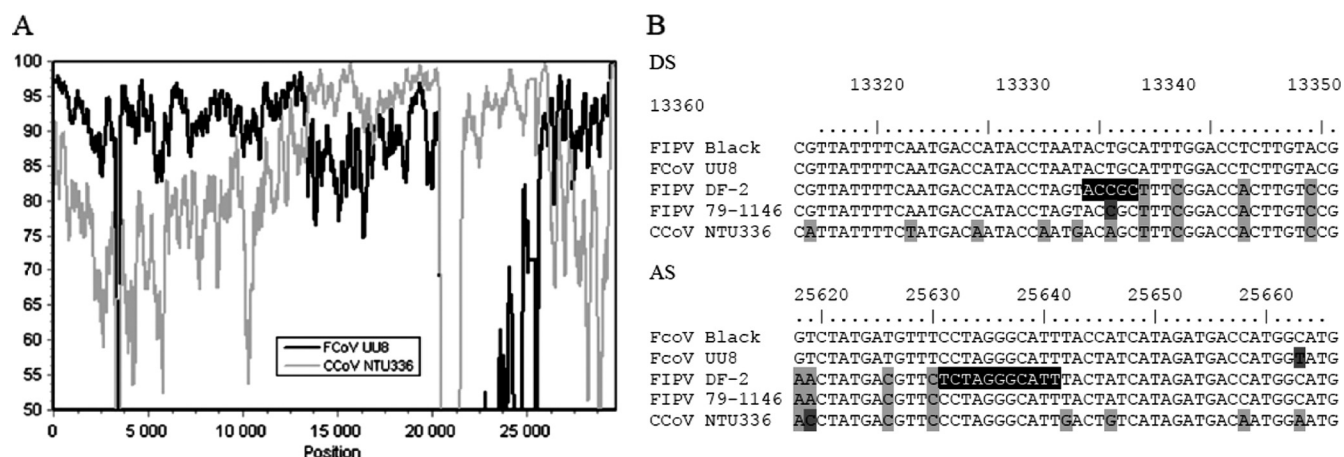 A
100
95
90
85
80
75
70
65
60
55
50
FCoV UU8
CCoV NTU336
0 5 000 10 000 15 000 20 000 25 000
Position
B
DS
13320 13330 13340 13350
13360
FIPV Black CGTTATTTTCAATGACCATACCTAATACTGCATTTGGACCTCTTGTACG
FCoV UU8 CGTTATTTTCAATGACCATACCTAATACTGCATTTGGACCTCTTGTACG
FIPV DF-2 CGTTATTTTCAATGACCATACCTAGTACCGCTTTCGGACCACTTGTCCG
FIPV 79-1146 CGTTATTTTCAATGACCATACCTAGTACCGCTTTCGGACCACTTGTCCG
CCoV NTU336 CATTATTTTCTATGACAATACCAATGACAGCTTTCGGACCACTTGTCCG
AS
25620 25630 25640 25650 25660
FcoV Black GTCTATGATGTTTCCTAGGGCATTTACCATCATAGATGACCATGGCATG
FcoV UU8 GTCTATGATGTTTCCTAGGGCATTTACCATCATAGATGACCATGGTATG
FIPV DF-2 AACTATGACGTTCTCTAGGGCATTTACTATCATAGATGACCATGGCATG
FIPV 79-1146 AACTATGACGTTCCCTAGGGCATTTACTATCATAGATGACCATGGCATG
CCoV NTU336 ACCTATGACGTTCCCTAGGGCATTGACTGTCATAGATGACAATGGAATG